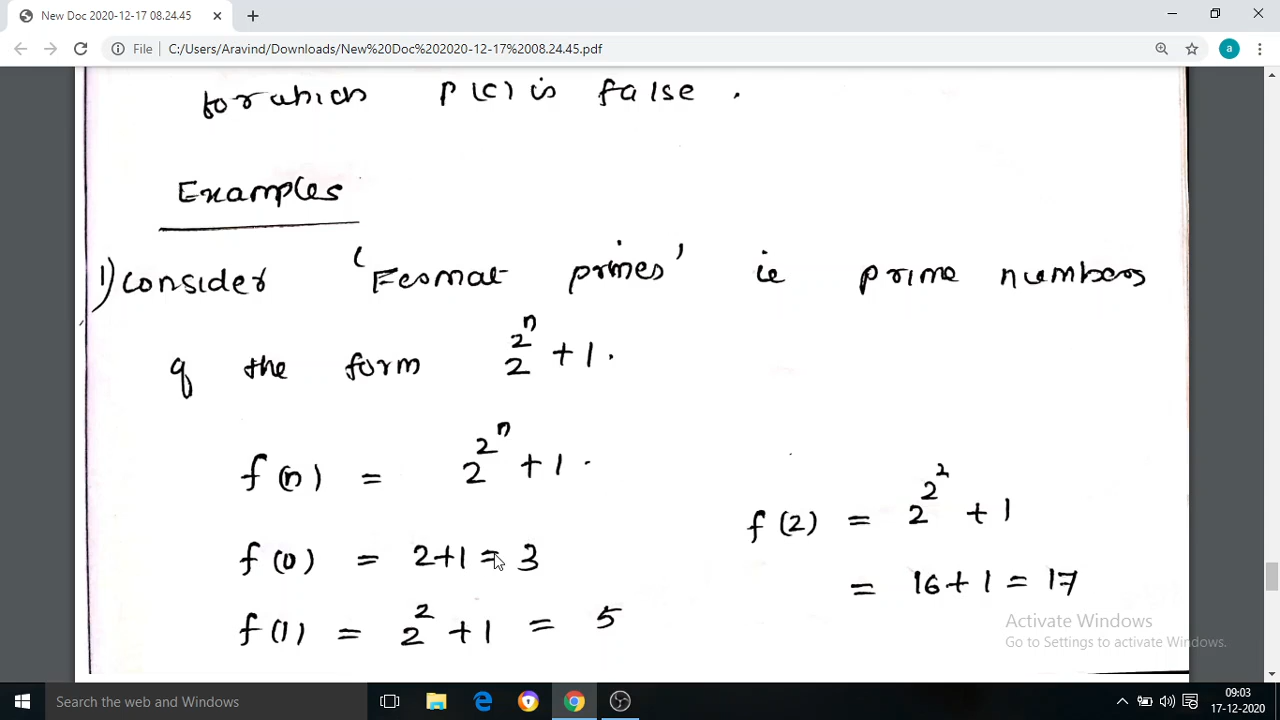 New Doc 2020-12-17 08.24.45
File C:/Users/Aravind/Downloads/New%20Doc%202020-12-17%2008.24.45.pdf
a
for which P(c) is false .
Examples
1) Consider 'Fermat primes' ie prime numbers
of the form 2^2^n + 1.
f(n) = 2^2^n + 1.
f(0) = 2+1 = 3
f(1) = 2^2 + 1 = 5
f(2) = 2^2^2 + 1
= 16+1 = 17
Activate Windows
Go to Settings to activate Windows.
Search the web and Windows
09:03
17-12-2020